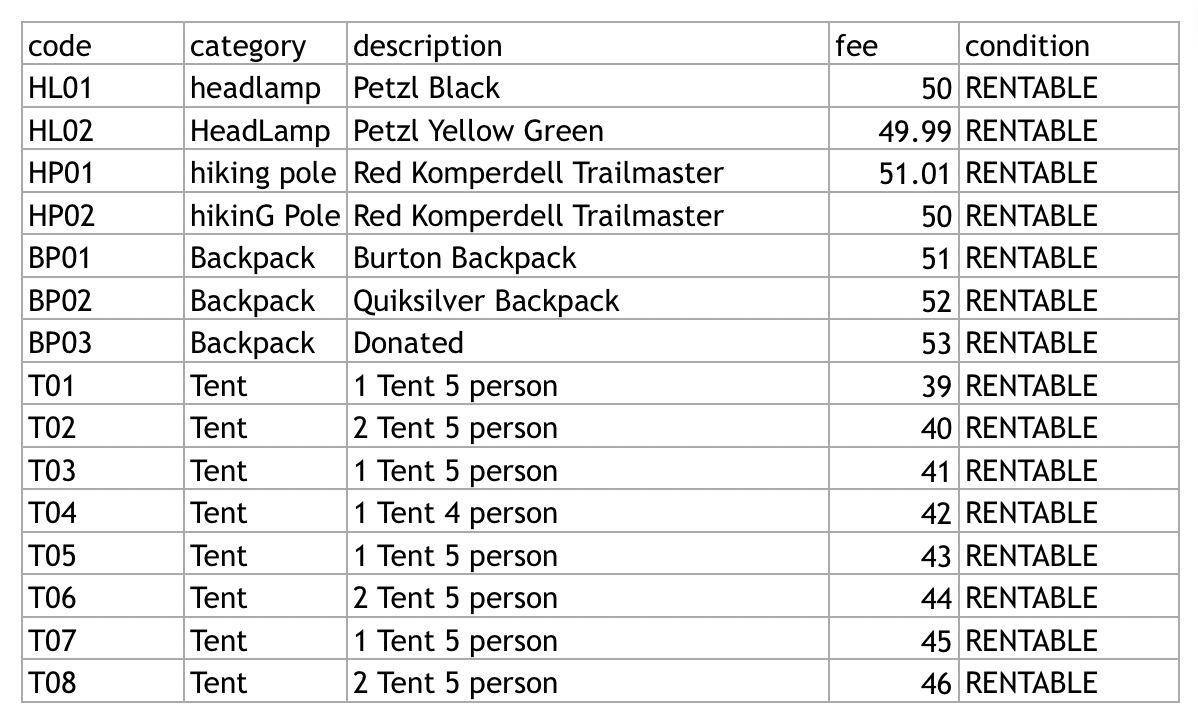 code category description fee condition
HL01 headlamp Petzl Black 50 RENTABLE
HL02 HeadLamp Petzl Yellow Green 49.99 RENTABLE
HP01 hiking pole Red Komperdell Trailmaster 51.01 RENTABLE
HP02 hikinG Pole Red Komperdell Trailmaster 50 RENTABLE
BP01 Backpack Burton Backpack 51 RENTABLE
BP02 Backpack Quiksilver Backpack 52 RENTABLE
BP03 Backpack Donated 53 RENTABLE
T01 Tent 1 Tent 5 person 39 RENTABLE
T02 Tent 2 Tent 5 person 40 RENTABLE
T03 Tent 1 Tent 5 person 41 RENTABLE
T04 Tent 1 Tent 4 person 42 RENTABLE
T05 Tent 1 Tent 5 person 43 RENTABLE
T06 Tent 2 Tent 5 person 44 RENTABLE
T07 Tent 1 Tent 5 person 45 RENTABLE
T08 Tent 2 Tent 5 person 46 RENTABLE